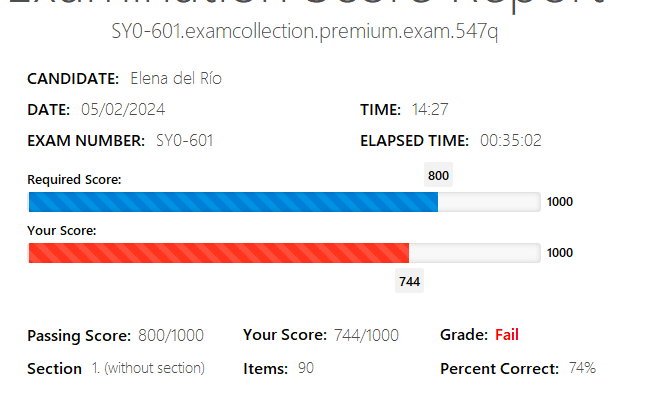 Examination Score Report
SY0-601.examcollection.premium.exam.547q
CANDIDATE: Elena del Río
DATE: 05/02/2024 TIME: 14:27
EXAM NUMBER: SY0-601 ELAPSED TIME: 00:35:02
800
Required Score:
1000
Your Score:
1000
744
Passing Score: 800/1000 Your Score: 744/1000 Grade: Fail
Section 1. (without section) Items: 90 Percent Correct: 74%